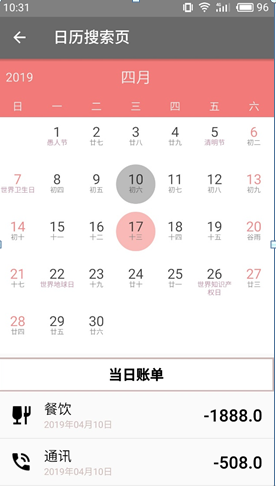 10:31 96
日历搜索页
2019 四月
日 一 二 三 四 五 六
1 2 3 4 5 6
愚人节 廿七 廿八 廿九 清明节 初二
7 8 9 10 11 12 13
世界卫生日 初四 初五 初六 初七 初八 初九
14 15 16 17 18 19 20
初十 十一 十二 十三 十四 十五 谷雨
21 22 23 24 25 26 27
十七 世界地球日 十九 二十 廿一 世界知识产 廿三
权日
28 29 30
廿四 廿五 廿六
当日账单
餐饮 -1888.0
2019年04月10日
通讯 -508.0
2019年04月10日